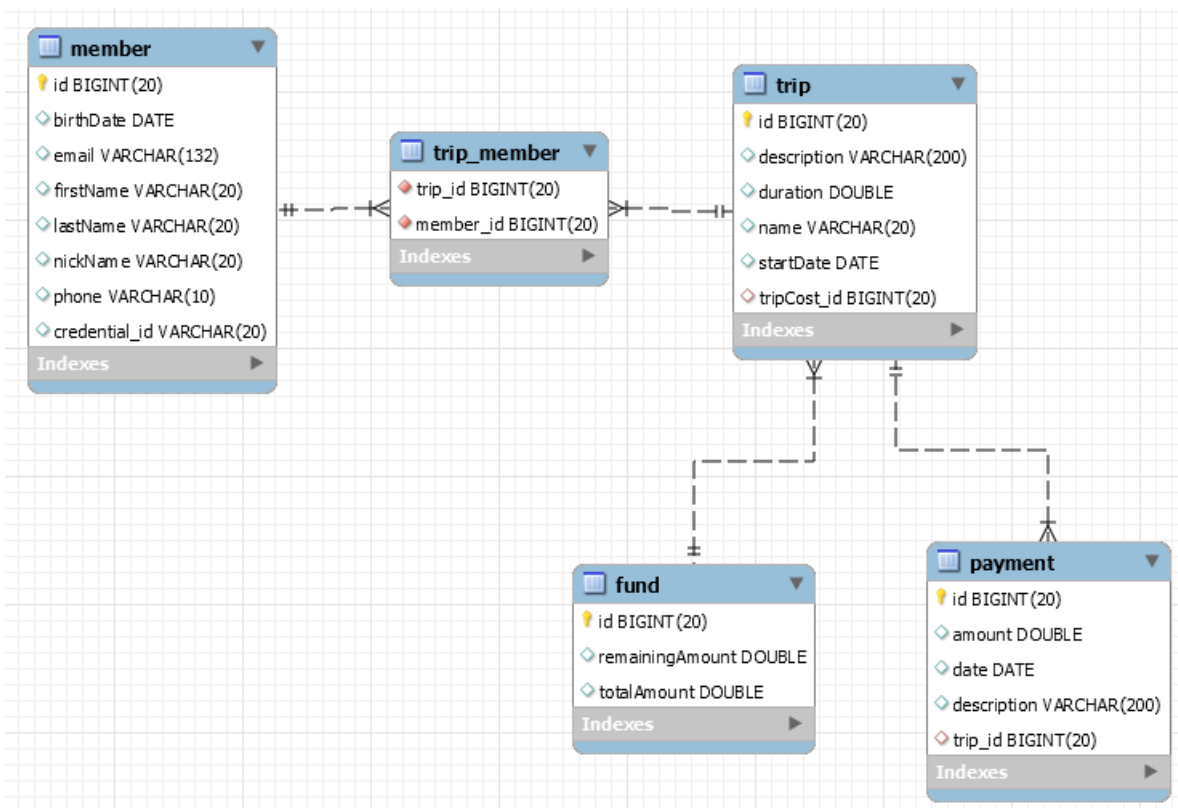 member
id BIGINT(20)
birthDate DATE
email VARCHAR(132)
firstName VARCHAR(20)
lastName VARCHAR(20)
nickName VARCHAR(20)
phone VARCHAR(10)
credential_id VARCHAR(20)
Indexes
trip_member
trip_id BIGINT(20)
member_id BIGINT(20)
Indexes
trip
id BIGINT(20)
description VARCHAR(200)
duration DOUBLE
name VARCHAR(20)
startDate DATE
tripCost_id BIGINT(20)
Indexes
fund
id BIGINT(20)
remainingAmount DOUBLE
totalAmount DOUBLE
Indexes
payment
id BIGINT(20)
amount DOUBLE
date DATE
description VARCHAR(200)
trip_id BIGINT(20)
Indexes